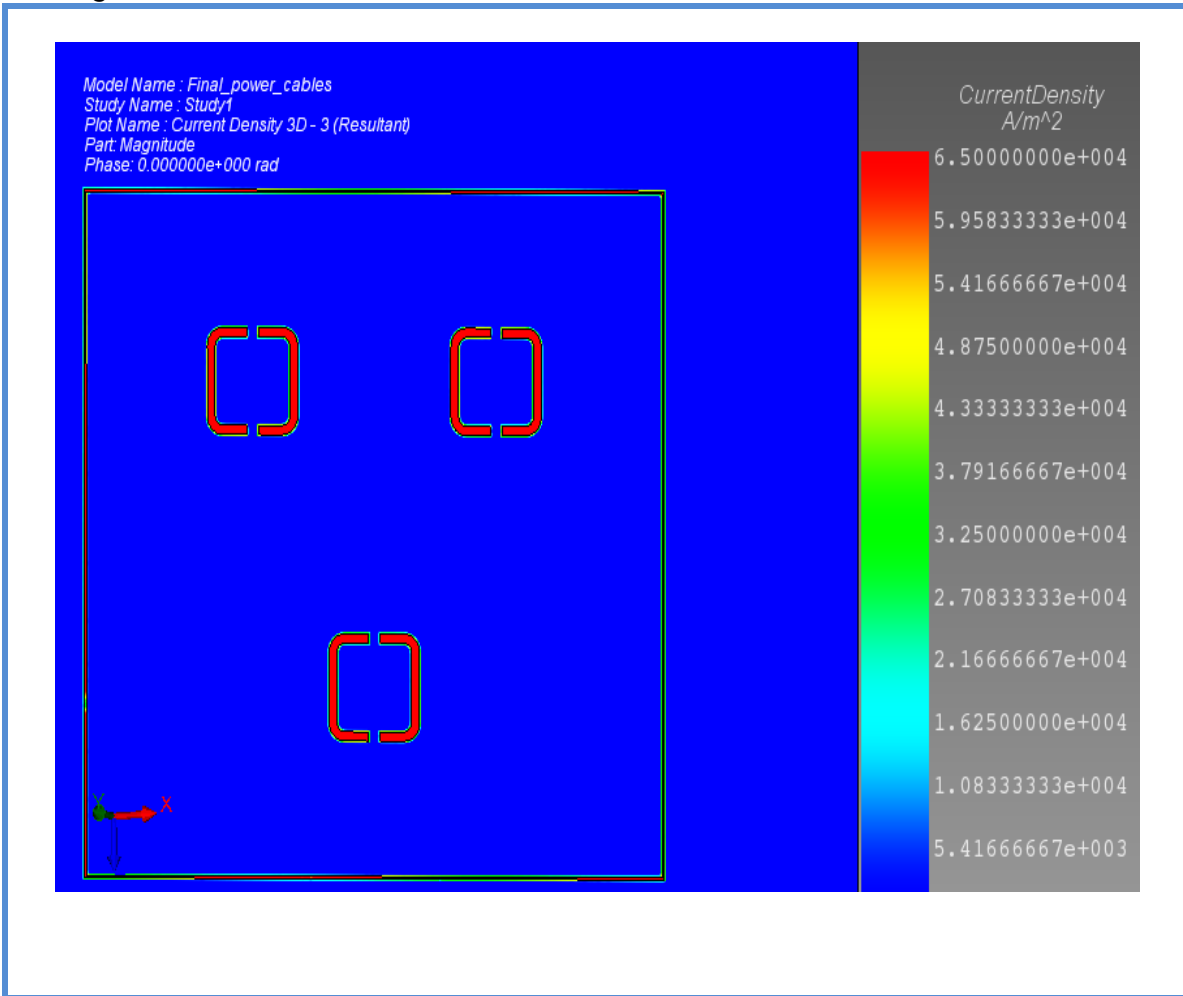 Model Name : Final_power_cables
Study Name : Study1
Plot Name : Current Density 3D - 3 (Resultant)
Part: Magnitude
Phase: 0.000000e+000 rad
CurrentDensity
A/m^2
6.50000000e+004
5.95833333e+004
5.41666667e+004
4.87500000e+004
4.33333333e+004
3.79166667e+004
3.25000000e+004
2.70833333e+004
2.16666667e+004
1.62500000e+004
1.08333333e+004
5.41666667e+003
Y
X